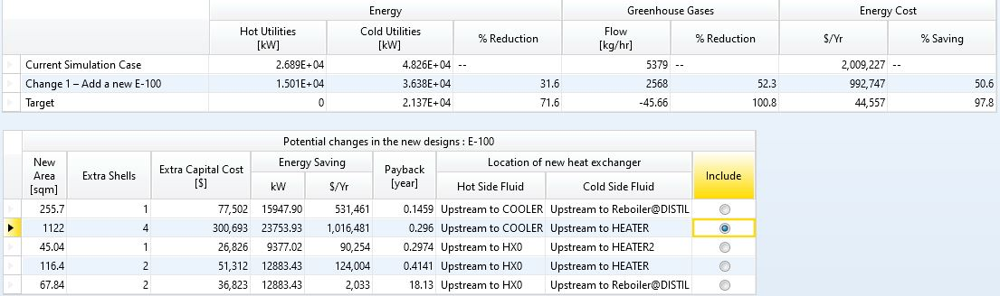 Energy Greenhouse Gases Energy Cost
Hot Utilities [kW] Cold Utilities [kW] % Reduction Flow [kg/hr] % Reduction $/Yr % Saving
Current Simulation Case 2.689E+04 4.826E+04 -- 5379 -- 2,009,227 --
Change 1 – Add a new E-100 1.501E+04 3.638E+04 31.6 2568 52.3 992,747 50.6
Target 0 2.137E+04 71.6 -45.66 100.8 44,557 97.8
Potential changes in the new designs : E-100
New Area [sqm] Extra Shells Extra Capital Cost [$] Energy Saving Payback [year] Location of new heat exchanger Include
kW $/Yr Hot Side Fluid Cold Side Fluid
255.7 1 77,502 15947.90 531,461 0.1459 Upstream to COOLER Upstream to Reboiler@DISTIL
1122 4 300,693 23753.93 1,016,481 0.296 Upstream to COOLER Upstream to HEATER
45.04 1 26,826 9377.02 90,254 0.2974 Upstream to HX0 Upstream to HEATER2
116.4 2 51,312 12883.43 124,004 0.4141 Upstream to HX0 Upstream to HEATER
67.84 2 36,823 12883.43 2,033 18.13 Upstream to HX0 Upstream to Reboiler@DISTIL